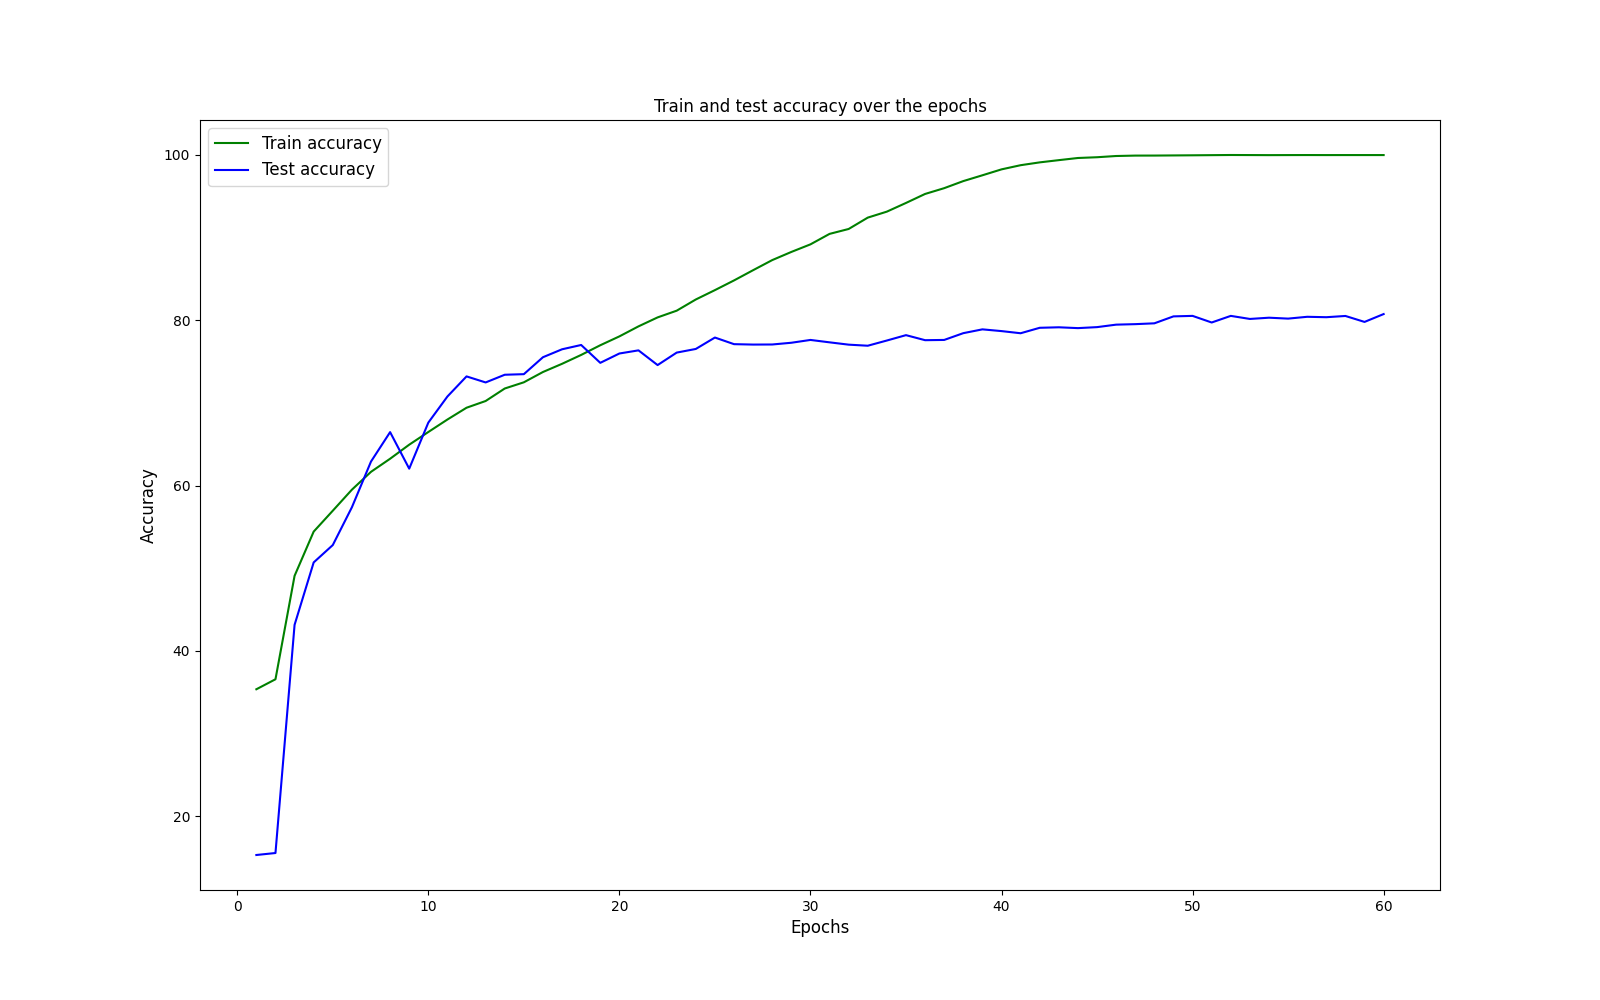 Train and test accuracy over the epochs
Train accuracy
Test accuracy
100
80
60
40
20
Accuracy
0 10 20 30 40 50 60
Epochs